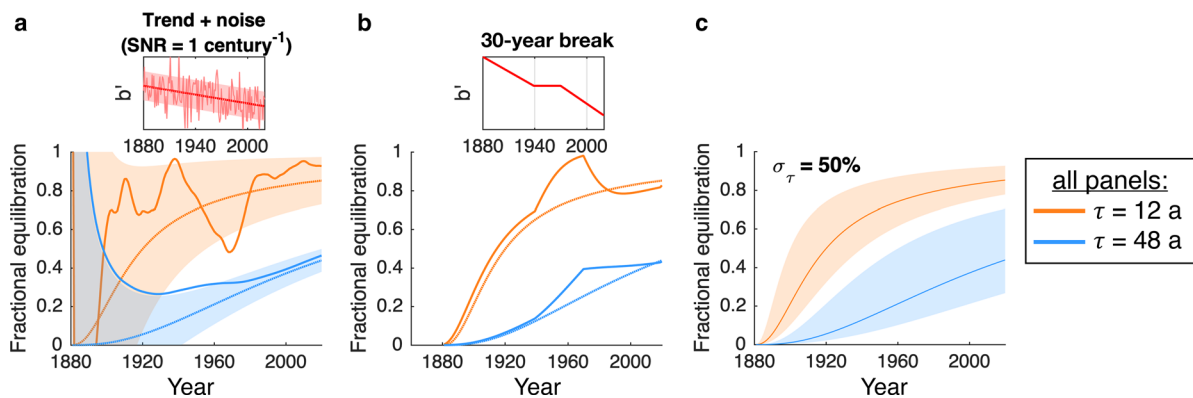 a
Trend + noise
(SNR = 1 century⁻¹)
b'
1880 1940 2000
Fractional equilibration
1
0.8
0.6
0.4
0.2
0
1880 1920 1960 2000
Year
b
30-year break
b'
1880 1940 2000
Fractional equilibration
1
0.8
0.6
0.4
0.2
0
1880 1920 1960 2000
Year
c
σ_τ = 50%
Fractional equilibration
1
0.8
0.6
0.4
0.2
0
1880 1920 1960 2000
Year
all panels:
τ = 12 a
τ = 48 a